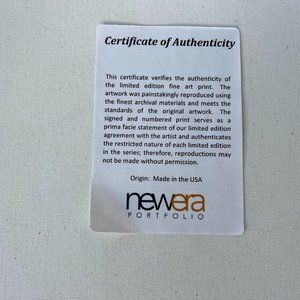 Certificate of Authenticity
This certificate verifies the authenticity of
the limited edition fine art print. The
artwork was painstakingly reproduced using
the finest archival materials and meets the
standards of the original artwork. The
signed and numbered print serves as a
prima facie statement of our limited edition
agreement with the artist and authenticates
the restricted nature of each limited edition
in the series; therefore, reproductions may
not be made without permission.
Origin: Made in the USA
newera
PORTFOLIO